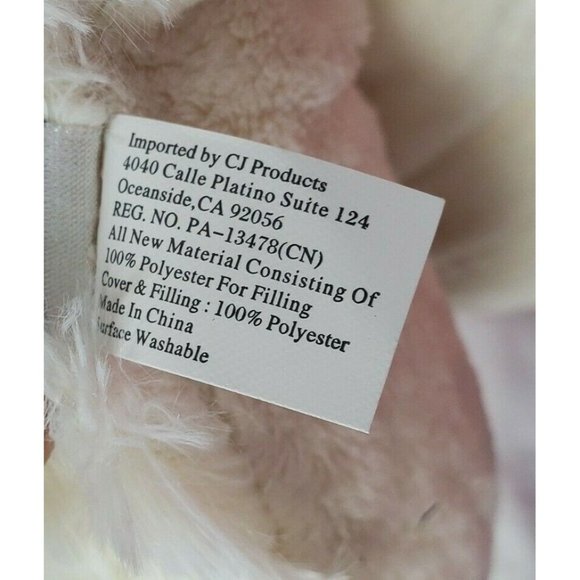 Imported by CJ Products
4040 Calle Platino Suite 124
Oceanside,CA 92056
REG. NO. PA-13478(CN)
All New Material Consisting Of
100% Polyester For Filling
Cover & Filling : 100% Polyester
Made In China
Surface Washable